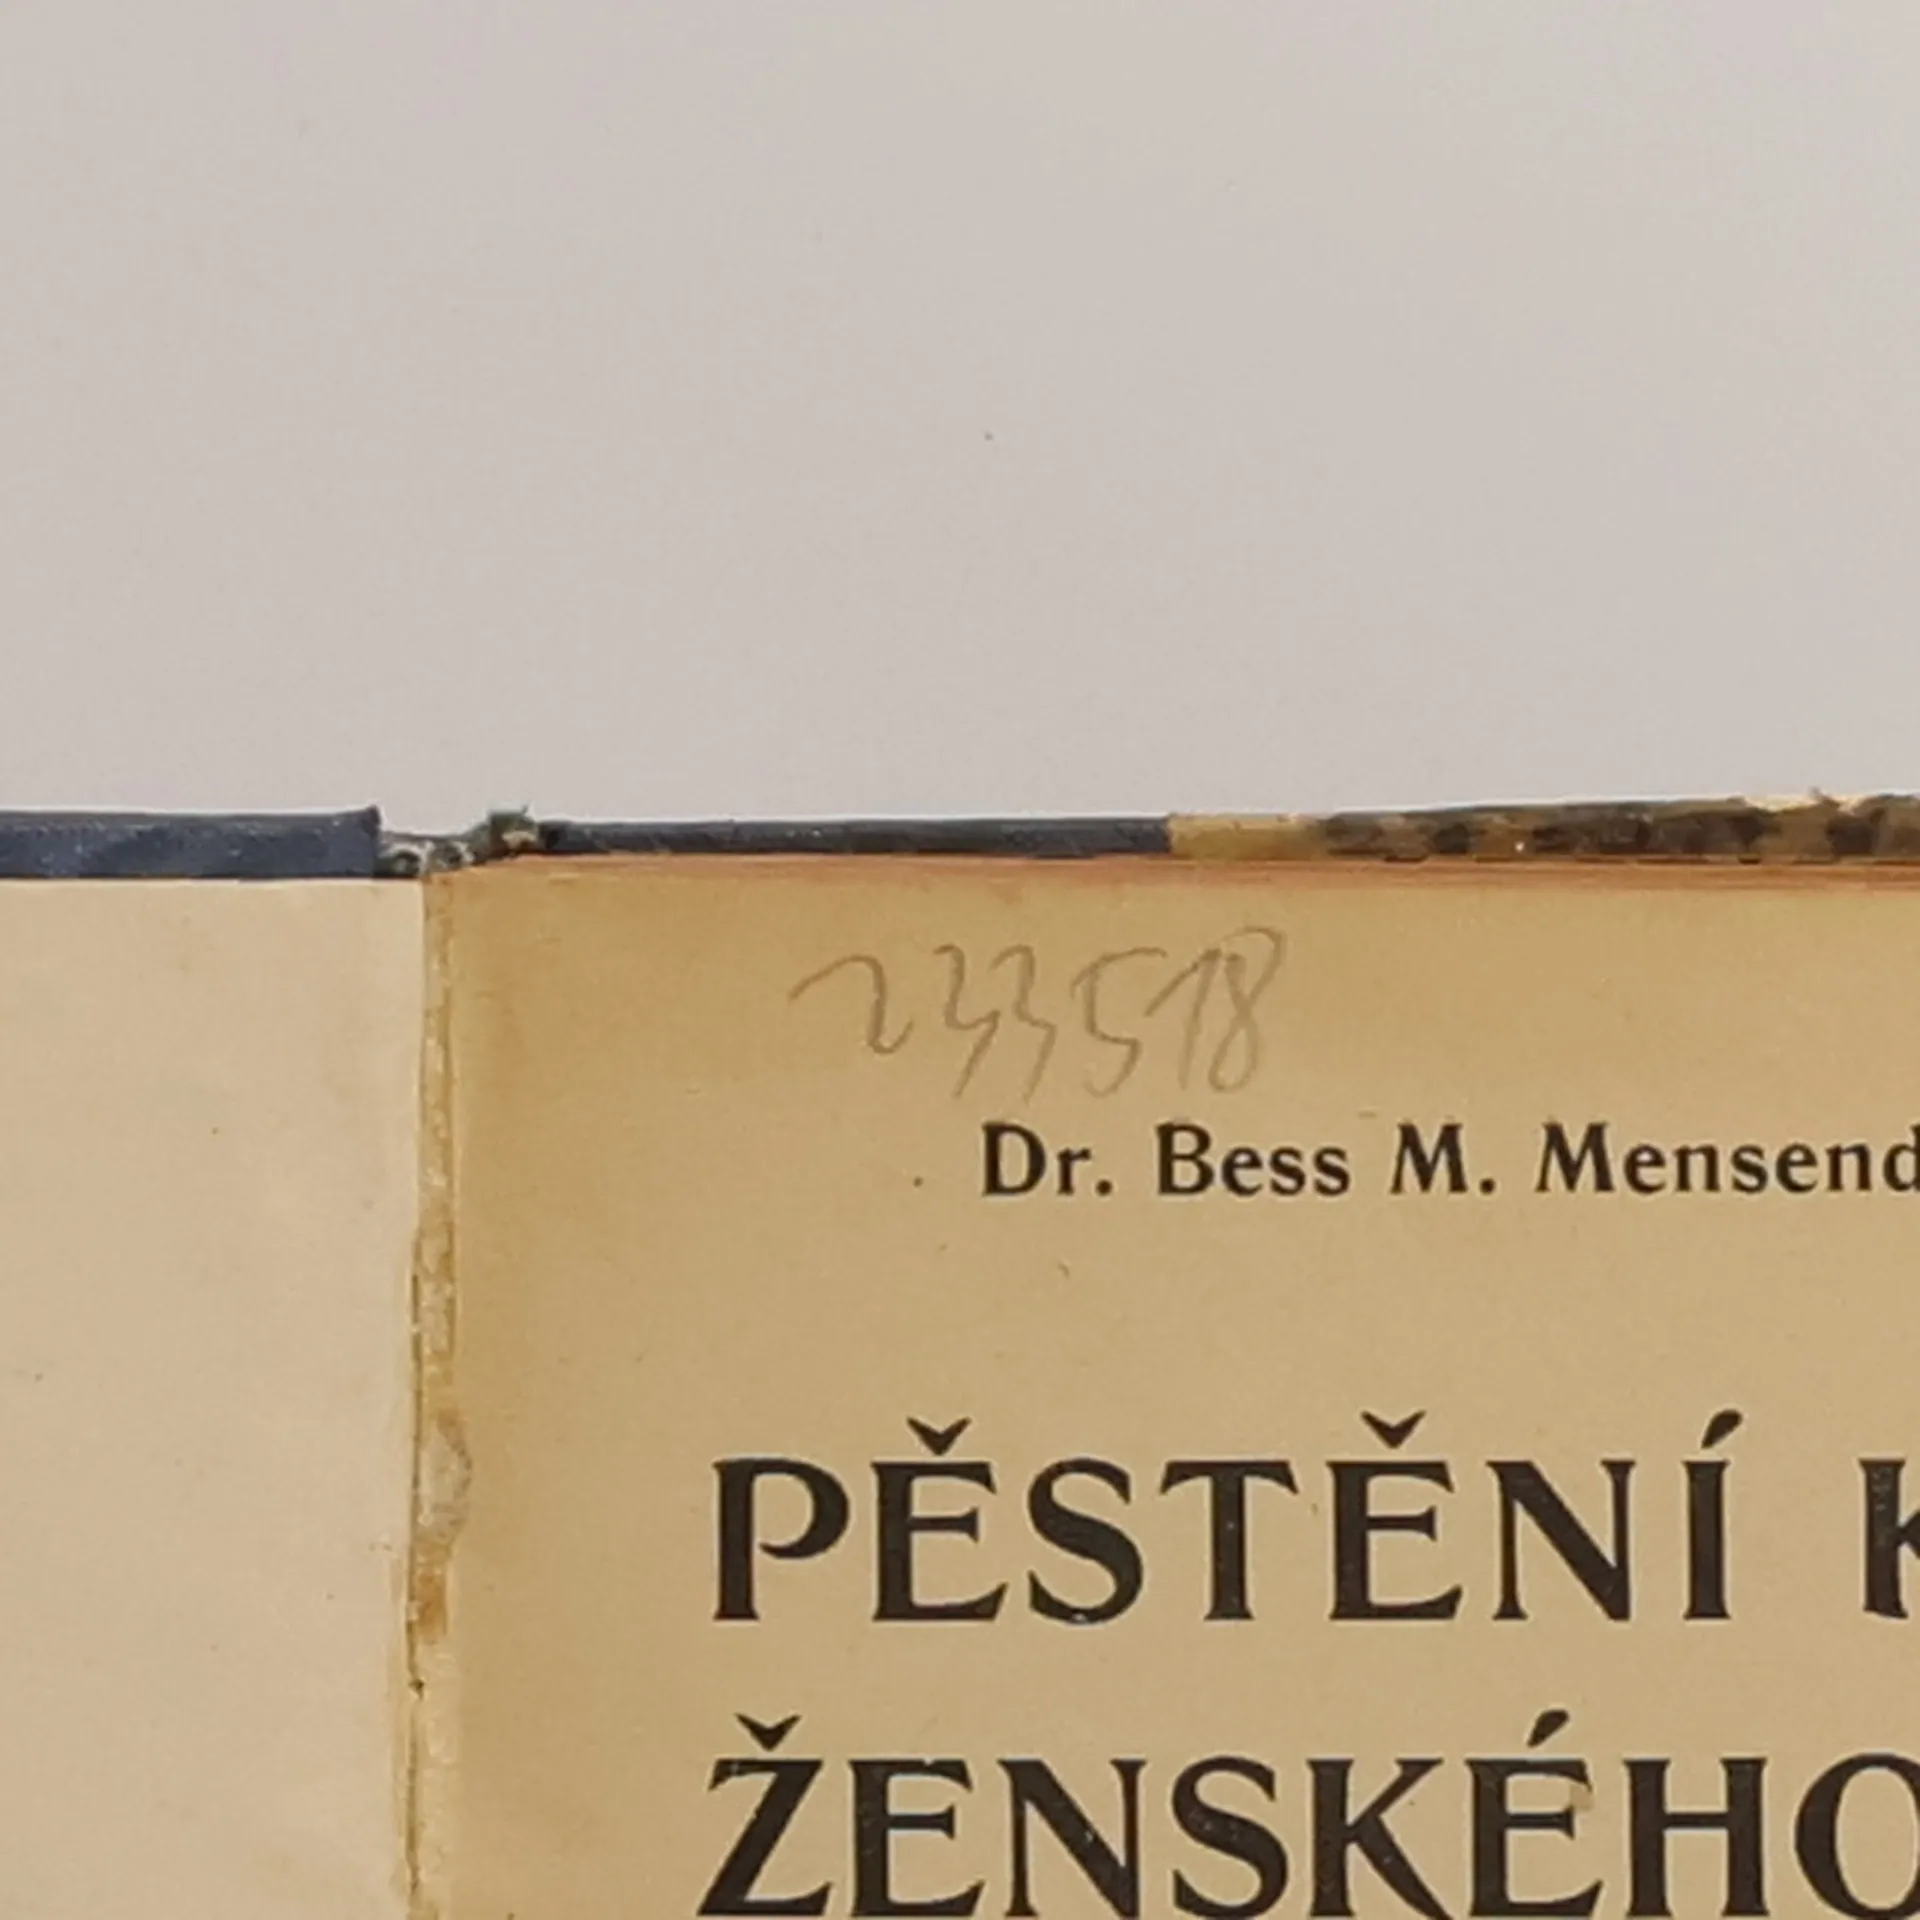 233518
Dr. Bess M. Mensend
PĚSTĚNÍ K
ŽENSKÉHO